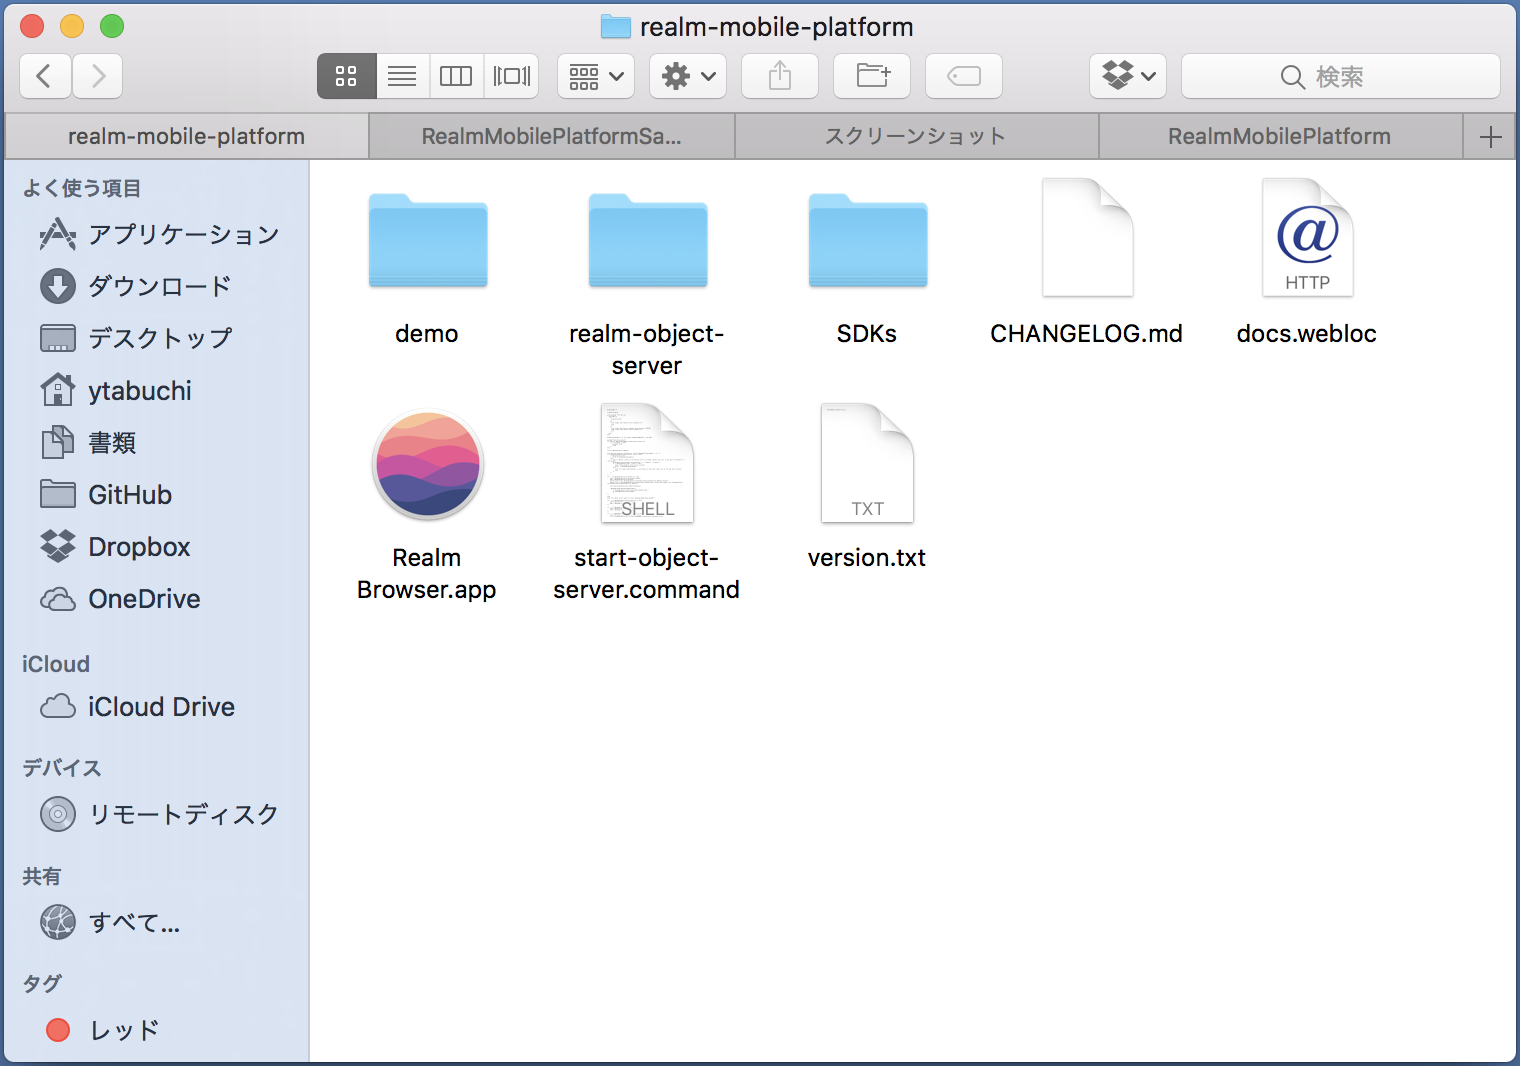 realm-mobile-platform
検索
realm-mobile-platform
RealmMobilePlatformSa...
スクリーンショット
RealmMobilePlatform
よく使う項目
アプリケーション
ダウンロード
デスクトップ
ytabuchi
書類
GitHub
Dropbox
OneDrive
iCloud
iCloud Drive
デバイス
リモートディスク
共有
すべて...
タグ
レッド
demo
realm-object-
server
SDKs
CHANGELOG.md
HTTP
docs.webloc
Realm
Browser.app
SHELL
start-object-
server.command
TXT
version.txt